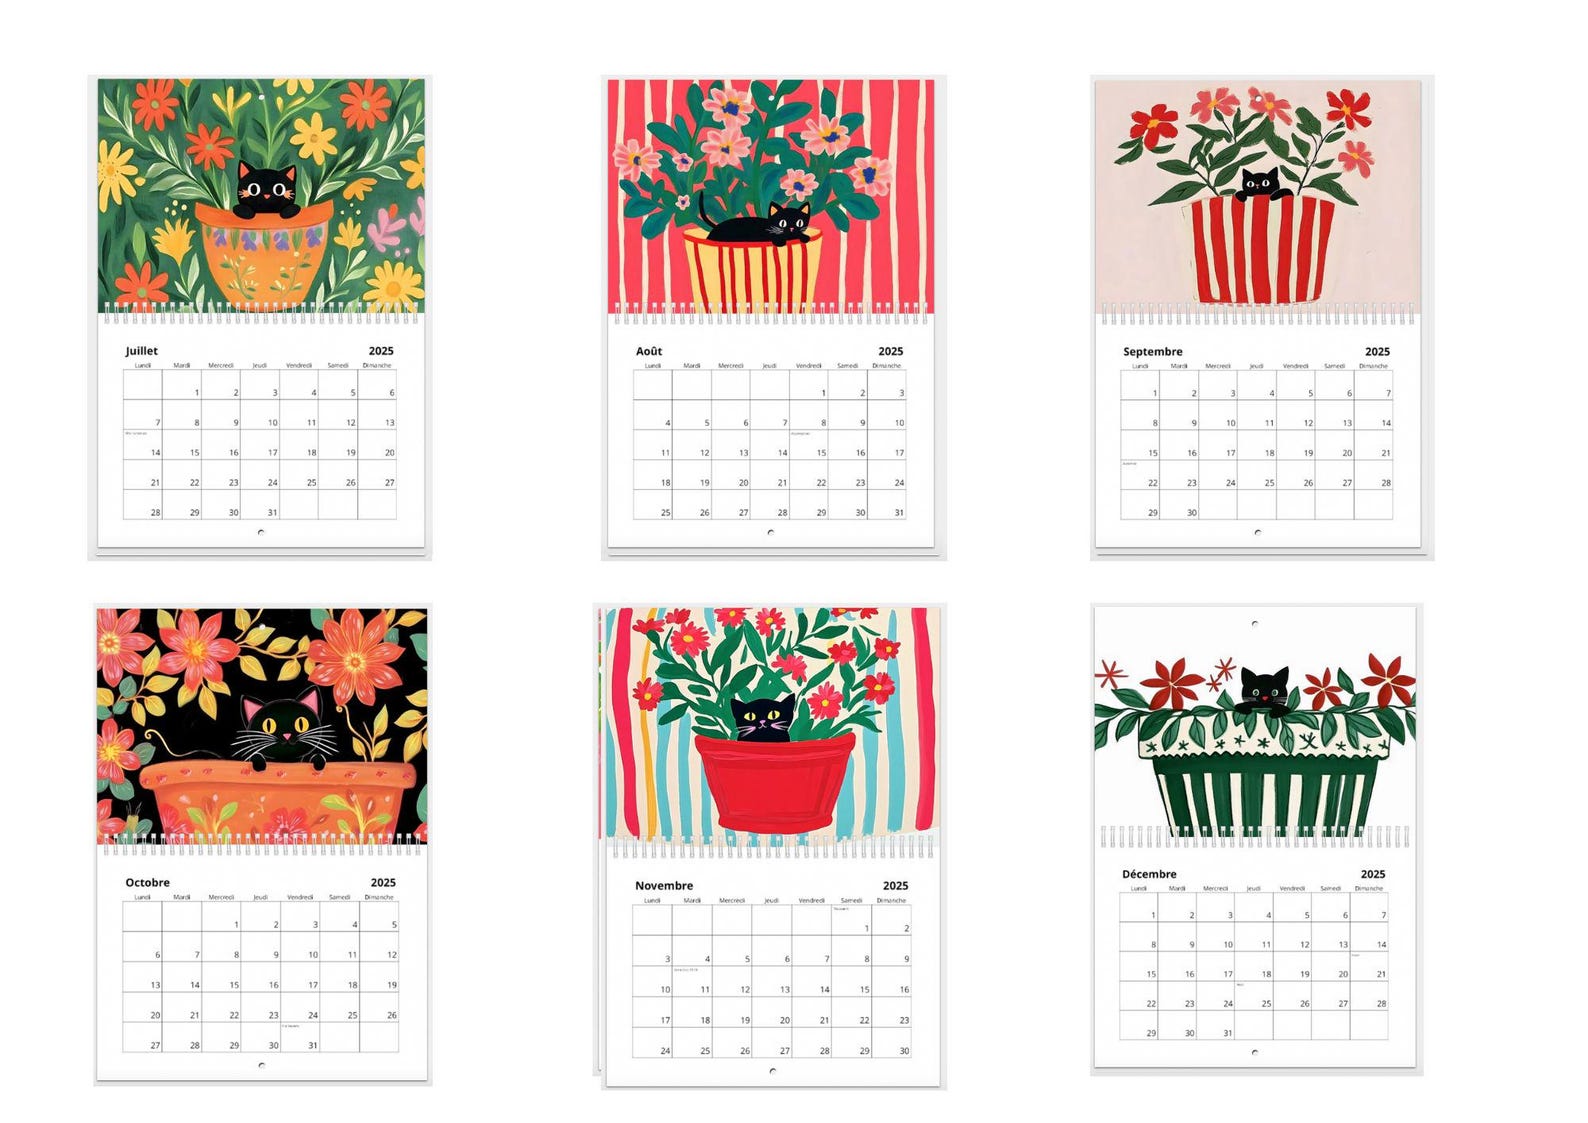 Juillet 2025
Lundi Mardi Mercredi Jeudi Vendredi Samedi Dimanche
1 2 3 4 5 6
7 8 9 10 11 12 13
14 15 16 17 18 19 20
21 22 23 24 25 26 27
28 29 30 31
Août 2025
Lundi Mardi Mercredi Jeudi Vendredi Samedi Dimanche
1 2 3
4 5 6 7 8 9 10
11 12 13 14 15 16 17
18 19 20 21 22 23 24
25 26 27 28 29 30 31
Septembre 2025
Lundi Mardi Mercredi Jeudi Vendredi Samedi Dimanche
1 2 3 4 5 6 7
8 9 10 11 12 13 14
15 16 17 18 19 20 21
22 23 24 25 26 27 28
29 30
Octobre 2025
Lundi Mardi Mercredi Jeudi Vendredi Samedi Dimanche
1 2 3 4 5
6 7 8 9 10 11 12
13 14 15 16 17 18 19
20 21 22 23 24 25 26
27 28 29 30 31
Novembre 2025
Lundi Mardi Mercredi Jeudi Vendredi Samedi Dimanche
1 2
3 4 5 6 7 8 9
10 11 12 13 14 15 16
17 18 19 20 21 22 23
24 25 26 27 28 29 30
Décembre 2025
Lundi Mardi Mercredi Jeudi Vendredi Samedi Dimanche
1 2 3 4 5 6 7
8 9 10 11 12 13 14
15 16 17 18 19 20 21
22 23 24 25 26 27 28
29 30 31